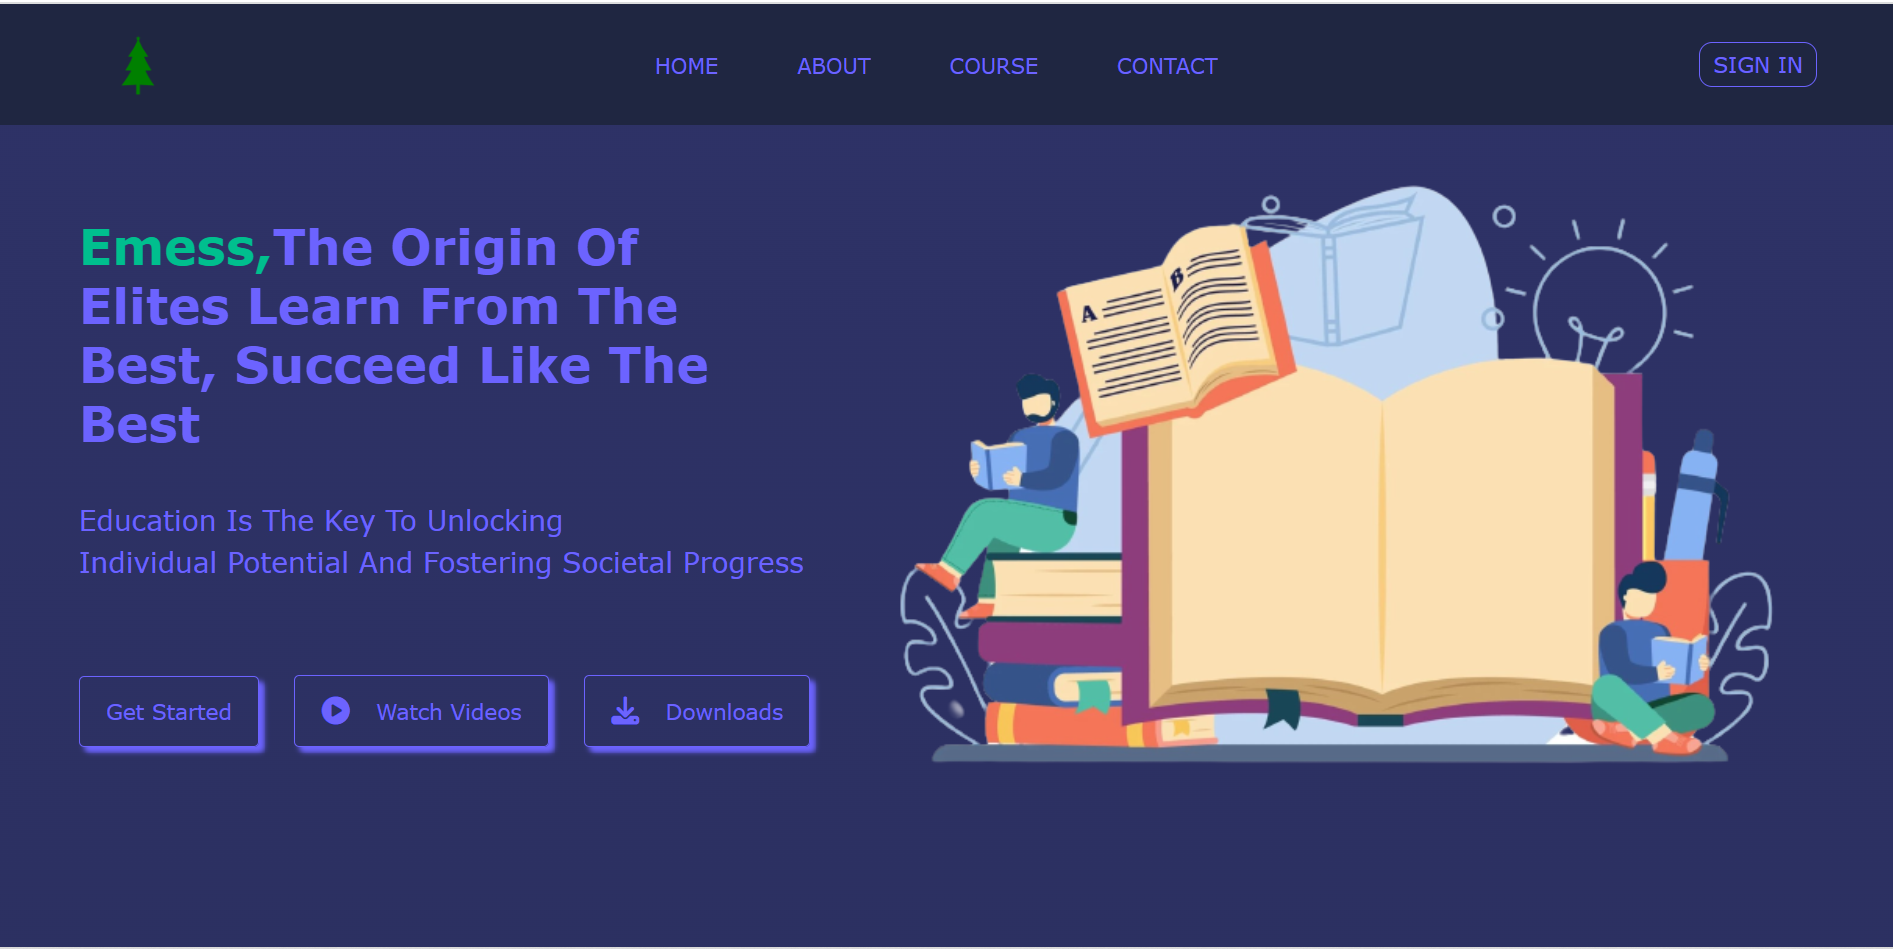 HOME ABOUT COURSE CONTACT SIGN IN
Emess,The Origin Of
Elites Learn From The
Best, Succeed Like The
Best
Education Is The Key To Unlocking
Individual Potential And Fostering Societal Progress
Get Started Watch Videos Downloads
A B